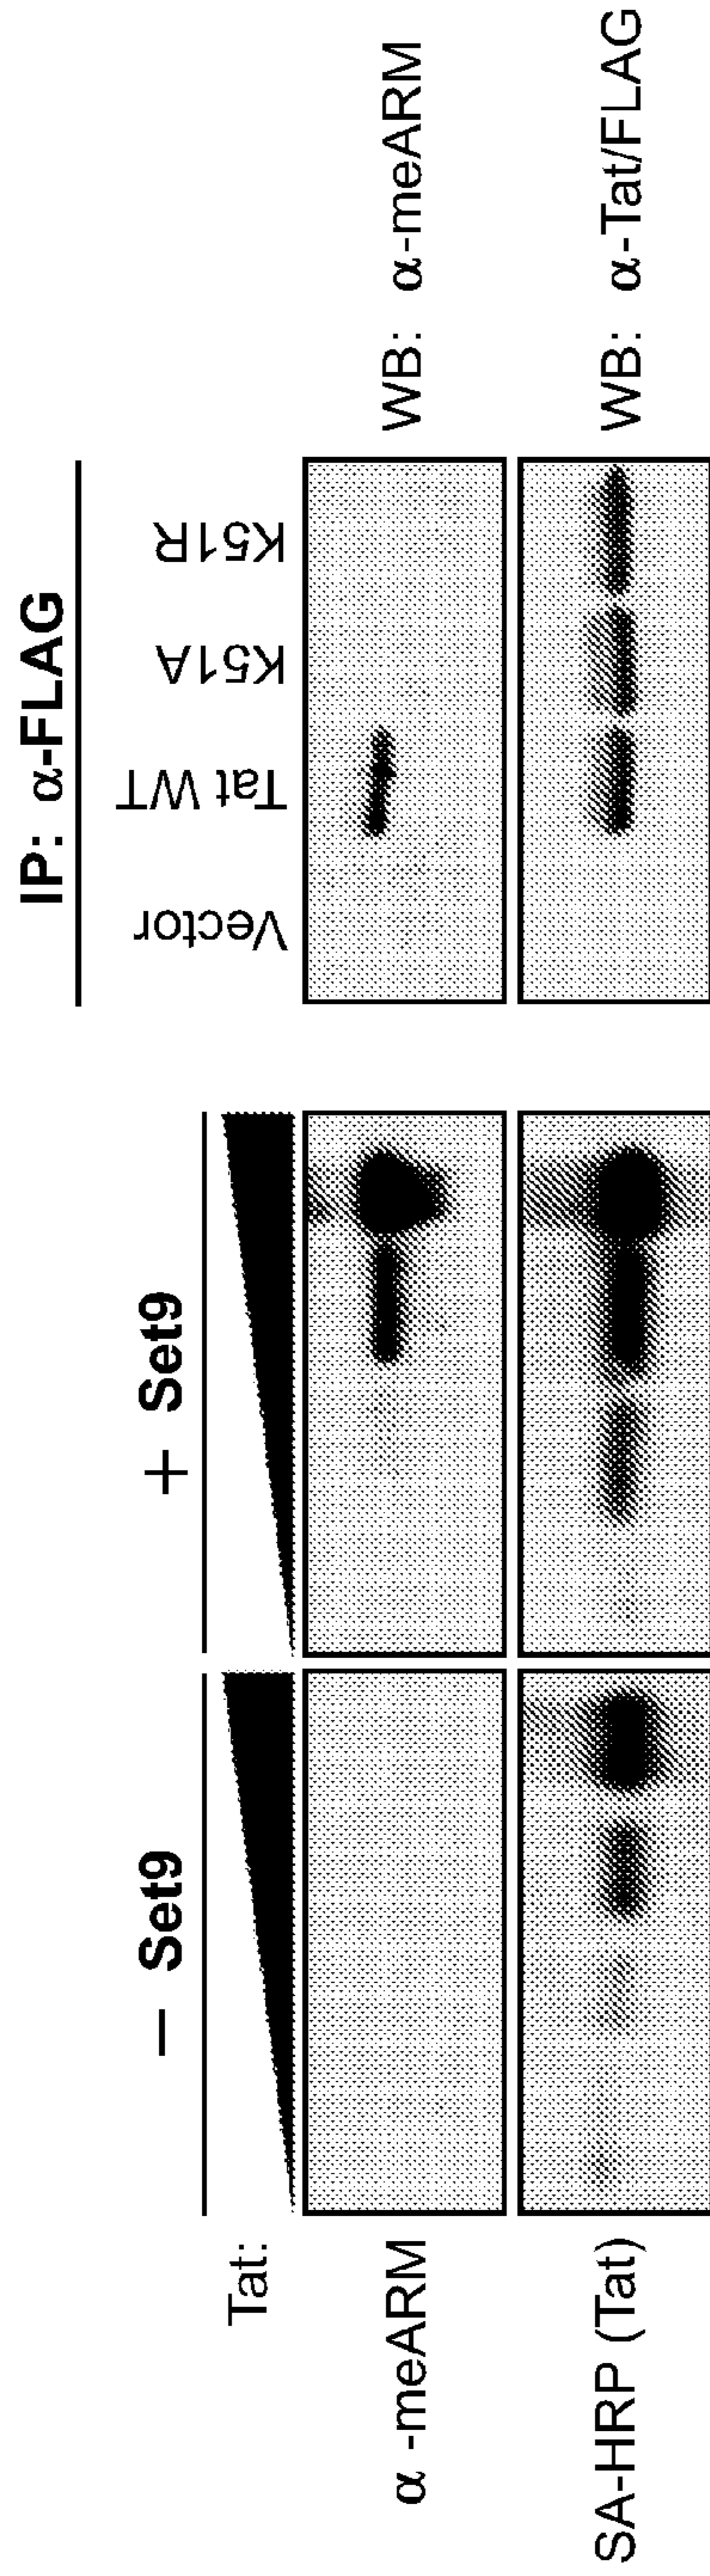 − Set9
+ Set9
IP: α-FLAG
Tat:
Vector
Tat WT
K51A
K51R
α -meARM
WB: α-meARM
SA-HRP (Tat)
WB: α-Tat/FLAG